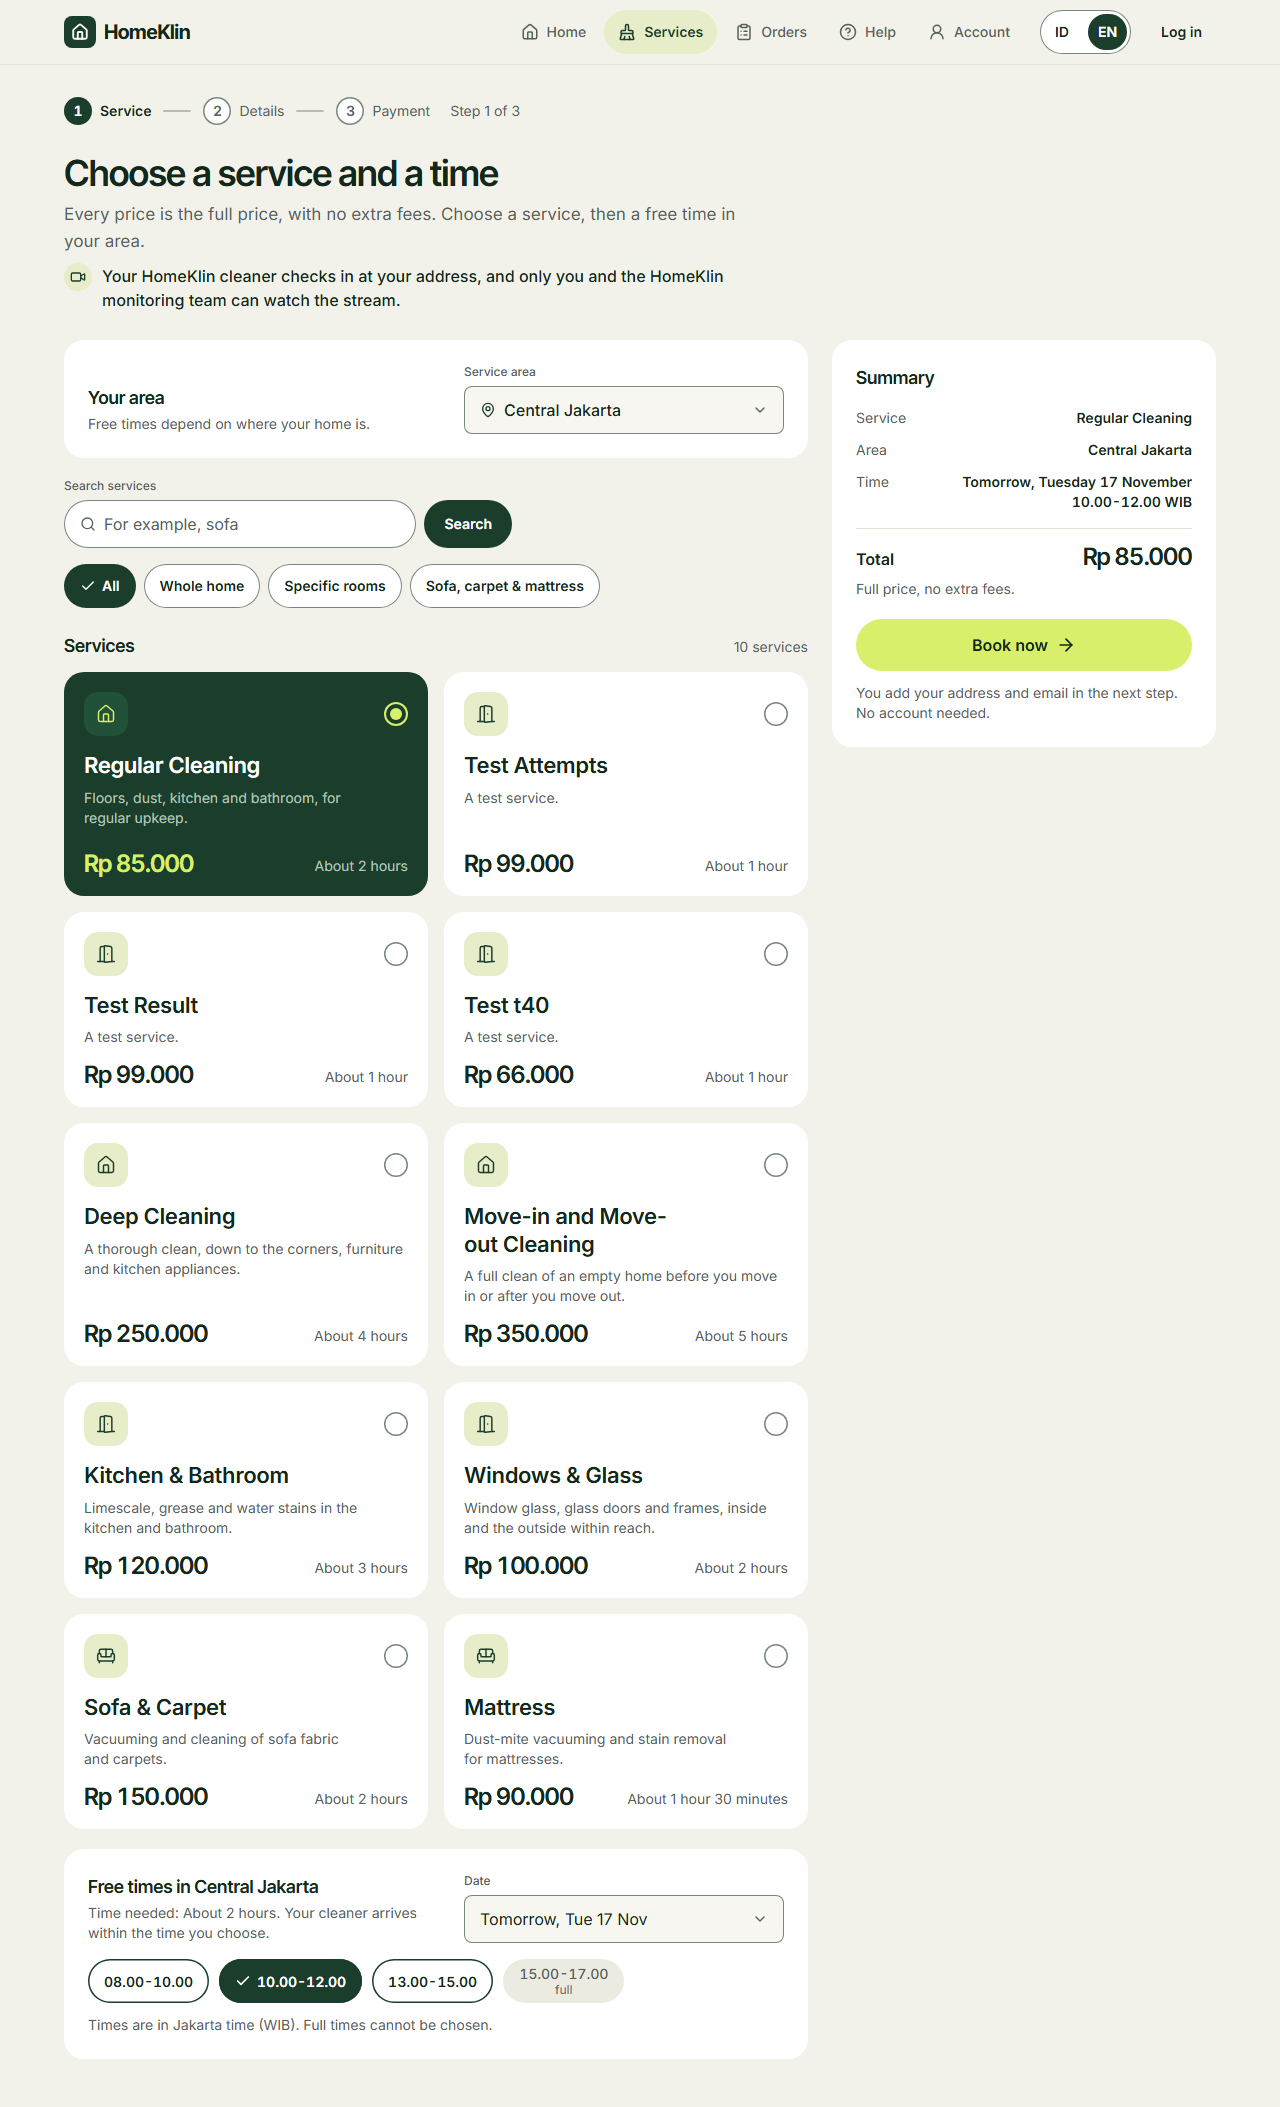 HomeKlin
Home
Services
Orders
Help
Account
ID
EN
Log in
1
Service
2
Details
3
Payment
Step 1 of 3
Choose a service and a time
Every price is the full price, with no extra fees. Choose a service, then a free time in
your area.
Your HomeKlin cleaner checks in at your address, and only you and the HomeKlin
monitoring team can watch the stream.
Your area
Free times depend on where your home is.
Service area
Central Jakarta
Search services
For example, sofa
Search
All
Whole home
Specific rooms
Sofa, carpet & mattress
Services
10 services
Regular Cleaning
Floors, dust, kitchen and bathroom, for
regular upkeep.
Rp 85.000
About 2 hours
Test Attempts
A test service.
Rp 99.000
About 1 hour
Test Result
A test service.
Rp 99.000
About 1 hour
Test t40
A test service.
Rp 66.000
About 1 hour
Deep Cleaning
A thorough clean, down to the corners, furniture
and kitchen appliances.
Rp 250.000
About 4 hours
Move-in and Move-
out Cleaning
A full clean of an empty home before you move
in or after you move out.
Rp 350.000
About 5 hours
Kitchen & Bathroom
Limescale, grease and water stains in the
kitchen and bathroom.
Rp 120.000
About 3 hours
Windows & Glass
Window glass, glass doors and frames, inside
and the outside within reach.
Rp 100.000
About 2 hours
Sofa & Carpet
Vacuuming and cleaning of sofa fabric
and carpets.
Rp 150.000
About 2 hours
Mattress
Dust-mite vacuuming and stain removal
for mattresses.
Rp 90.000
About 1 hour 30 minutes
Free times in Central Jakarta
Time needed: About 2 hours. Your cleaner arrives
within the time you choose.
Date
Tomorrow, Tue 17 Nov
08.00-10.00
10.00-12.00
13.00-15.00
15.00-17.00
full
Times are in Jakarta time (WIB). Full times cannot be chosen.
Summary
Service
Regular Cleaning
Area
Central Jakarta
Time
Tomorrow, Tuesday 17 November
10.00-12.00 WIB
Total
Rp 85.000
Full price, no extra fees.
Book now
You add your address and email in the next step.
No account needed.